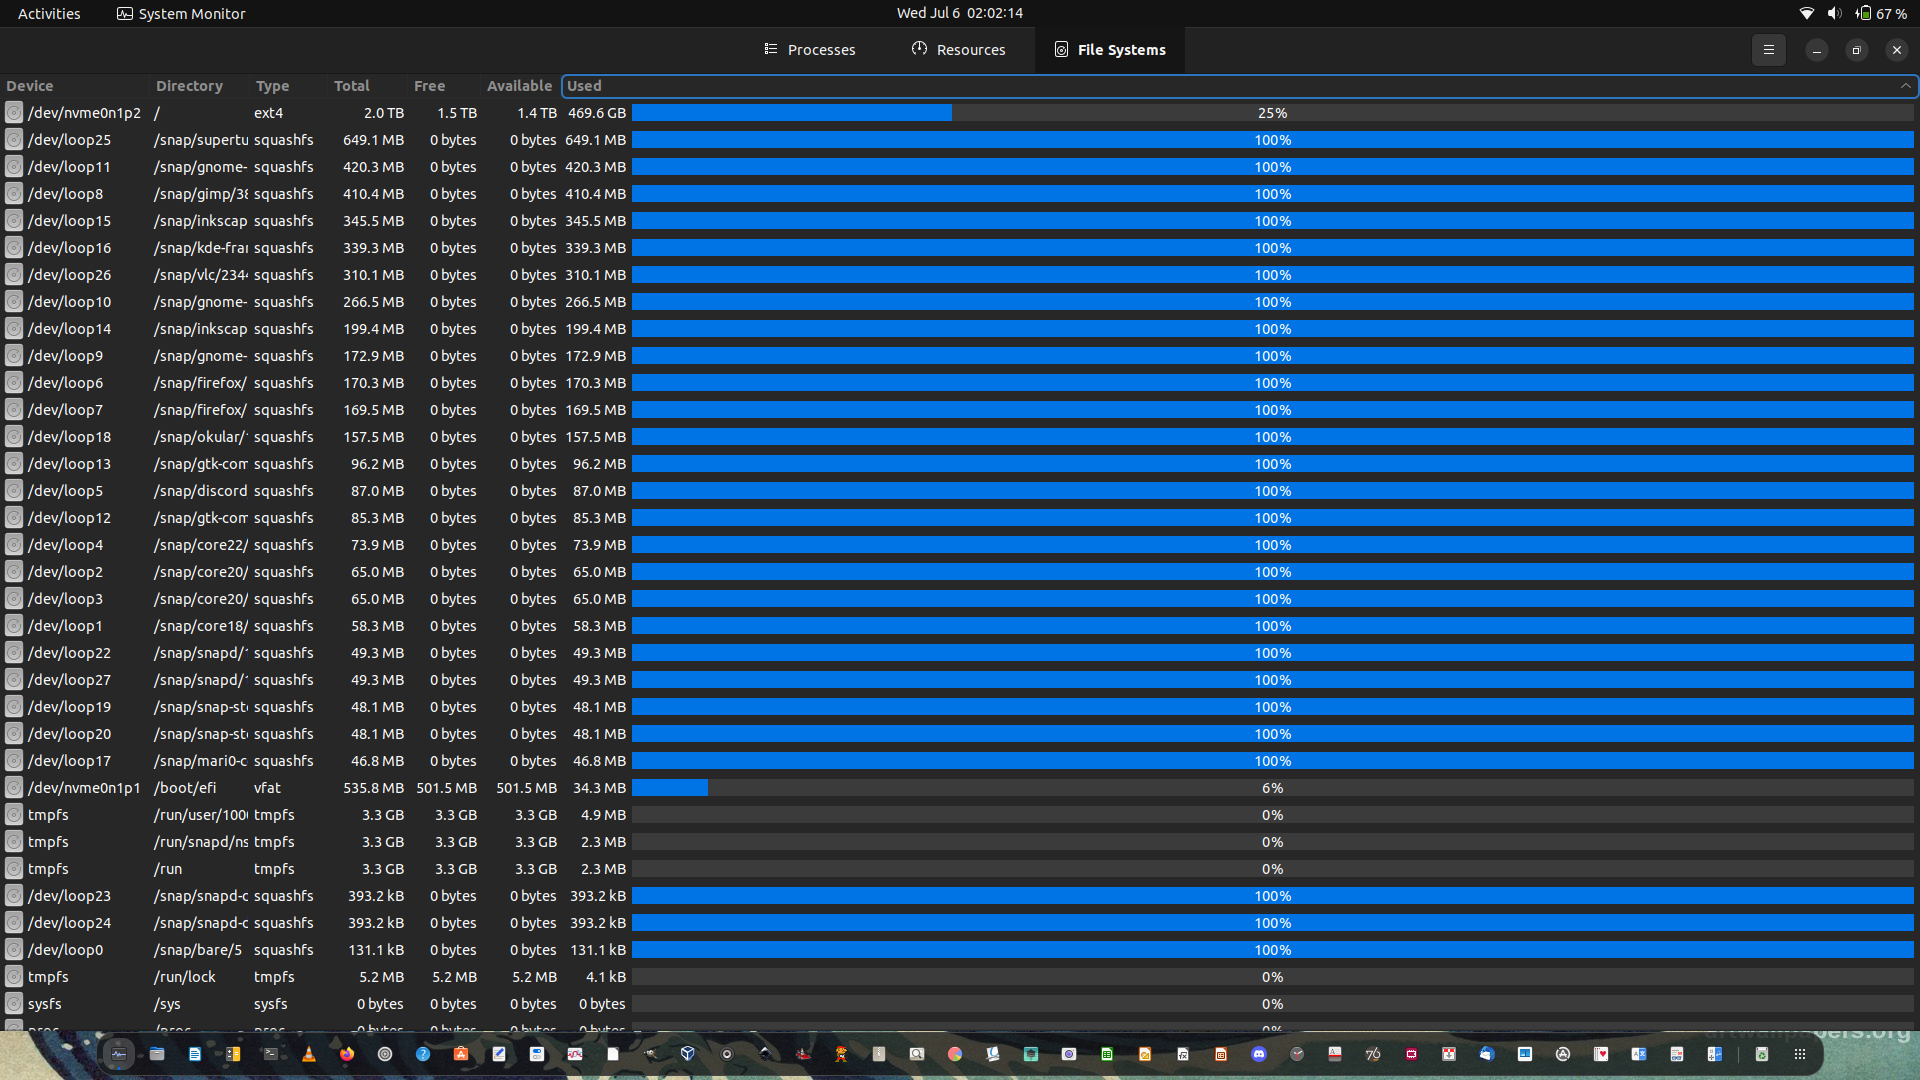 Activities System Monitor Wed Jul 6 02:02:14 67 %
Processes Resources File Systems
Device Directory Type Total Free Available Used
/dev/nvme0n1p2 / ext4 2.0 TB 1.5 TB 1.4 TB 469.6 GB 25%
/dev/loop25 /snap/supertu squashfs 649.1 MB 0 bytes 0 bytes 649.1 MB 100%
/dev/loop11 /snap/gnome- squashfs 420.3 MB 0 bytes 0 bytes 420.3 MB 100%
/dev/loop8 /snap/gimp/38 squashfs 410.4 MB 0 bytes 0 bytes 410.4 MB 100%
/dev/loop15 /snap/inkscap squashfs 345.5 MB 0 bytes 0 bytes 345.5 MB 100%
/dev/loop16 /snap/kde-fra squashfs 339.3 MB 0 bytes 0 bytes 339.3 MB 100%
/dev/loop26 /snap/vlc/2344 squashfs 310.1 MB 0 bytes 0 bytes 310.1 MB 100%
/dev/loop10 /snap/gnome- squashfs 266.5 MB 0 bytes 0 bytes 266.5 MB 100%
/dev/loop14 /snap/inkscap squashfs 199.4 MB 0 bytes 0 bytes 199.4 MB 100%
/dev/loop9 /snap/gnome- squashfs 172.9 MB 0 bytes 0 bytes 172.9 MB 100%
/dev/loop6 /snap/firefox/ squashfs 170.3 MB 0 bytes 0 bytes 170.3 MB 100%
/dev/loop7 /snap/firefox/ squashfs 169.5 MB 0 bytes 0 bytes 169.5 MB 100%
/dev/loop18 /snap/okular/ squashfs 157.5 MB 0 bytes 0 bytes 157.5 MB 100%
/dev/loop13 /snap/gtk-com squashfs 96.2 MB 0 bytes 0 bytes 96.2 MB 100%
/dev/loop5 /snap/discord squashfs 87.0 MB 0 bytes 0 bytes 87.0 MB 100%
/dev/loop12 /snap/gtk-com squashfs 85.3 MB 0 bytes 0 bytes 85.3 MB 100%
/dev/loop4 /snap/core22/ squashfs 73.9 MB 0 bytes 0 bytes 73.9 MB 100%
/dev/loop2 /snap/core20/ squashfs 65.0 MB 0 bytes 0 bytes 65.0 MB 100%
/dev/loop3 /snap/core20/ squashfs 65.0 MB 0 bytes 0 bytes 65.0 MB 100%
/dev/loop1 /snap/core18/ squashfs 58.3 MB 0 bytes 0 bytes 58.3 MB 100%
/dev/loop22 /snap/snapd/ squashfs 49.3 MB 0 bytes 0 bytes 49.3 MB 100%
/dev/loop27 /snap/snapd/ squashfs 49.3 MB 0 bytes 0 bytes 49.3 MB 100%
/dev/loop19 /snap/snap-st squashfs 48.1 MB 0 bytes 0 bytes 48.1 MB 100%
/dev/loop20 /snap/snap-st squashfs 48.1 MB 0 bytes 0 bytes 48.1 MB 100%
/dev/loop17 /snap/mari0-c squashfs 46.8 MB 0 bytes 0 bytes 46.8 MB 100%
/dev/nvme0n1p1 /boot/efi vfat 535.8 MB 501.5 MB 501.5 MB 34.3 MB 6%
tmpfs /run/user/100 tmpfs 3.3 GB 3.3 GB 3.3 GB 4.9 MB 0%
tmpfs /run/snapd/ns tmpfs 3.3 GB 3.3 GB 3.3 GB 2.3 MB 0%
tmpfs /run tmpfs 3.3 GB 3.3 GB 3.3 GB 2.3 MB 0%
/dev/loop23 /snap/snapd-c squashfs 393.2 kB 0 bytes 0 bytes 393.2 kB 100%
/dev/loop24 /snap/snapd-c squashfs 393.2 kB 0 bytes 0 bytes 393.2 kB 100%
/dev/loop0 /snap/bare/5 squashfs 131.1 kB 0 bytes 0 bytes 131.1 kB 100%
tmpfs /run/lock tmpfs 5.2 MB 5.2 MB 5.2 MB 4.1 kB 0%
sysfs /sys sysfs 0 bytes 0 bytes 0 bytes 0 bytes 0%
proc /proc proc 0 bytes 0 bytes 0 bytes 0 bytes 0%